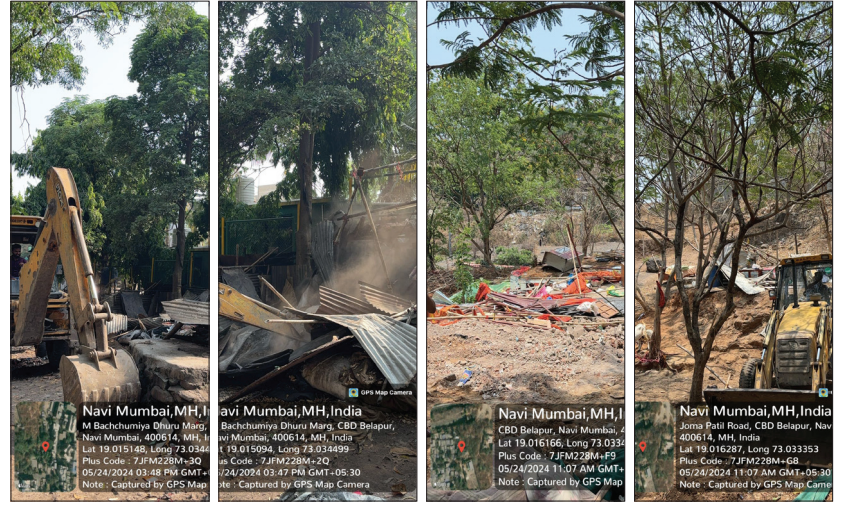 Navi Mumbai,MH,I
M Bachchumiya Dhuru Marg,
Navi Mumbai, 400614, MH, I
Lat 19.015148, Long 73.034
Plus Code : 7JFM228M+3Q
05/24/2024 03:48 PM GMT+
Note : Captured by GPS Map
GPS Map Camera
avi Mumbai,MH,India
Bachchumiya Dhuru Marg, CBD Belapur,
avi Mumbai, 400614, MH, India
Lat 19.015094, Long 73.034499
us Code : 7JFM228M+2Q
/24/2024 03:47 PM GMT+05:30
te : Captured by GPS Map Camera
Navi Mumbai,MH,I
CBD Belapur, Navi Mumbai, 4
Lat 19.016166, Long 73.033
Plus Code : 7JFM228M+F9
05/24/2024 11:07 AM GMT+
Note : Captured by GPS Map
Navi Mumbai,MH,India
Joma Patil Road, CBD Belapur, Nav
400614, MH, India
Lat 19.016287, Long 73.033353
Plus Code : 7JFM228M+G8
05/24/2024 11:07 AM GMT+05:30
Note : Captured by GPS Map Came